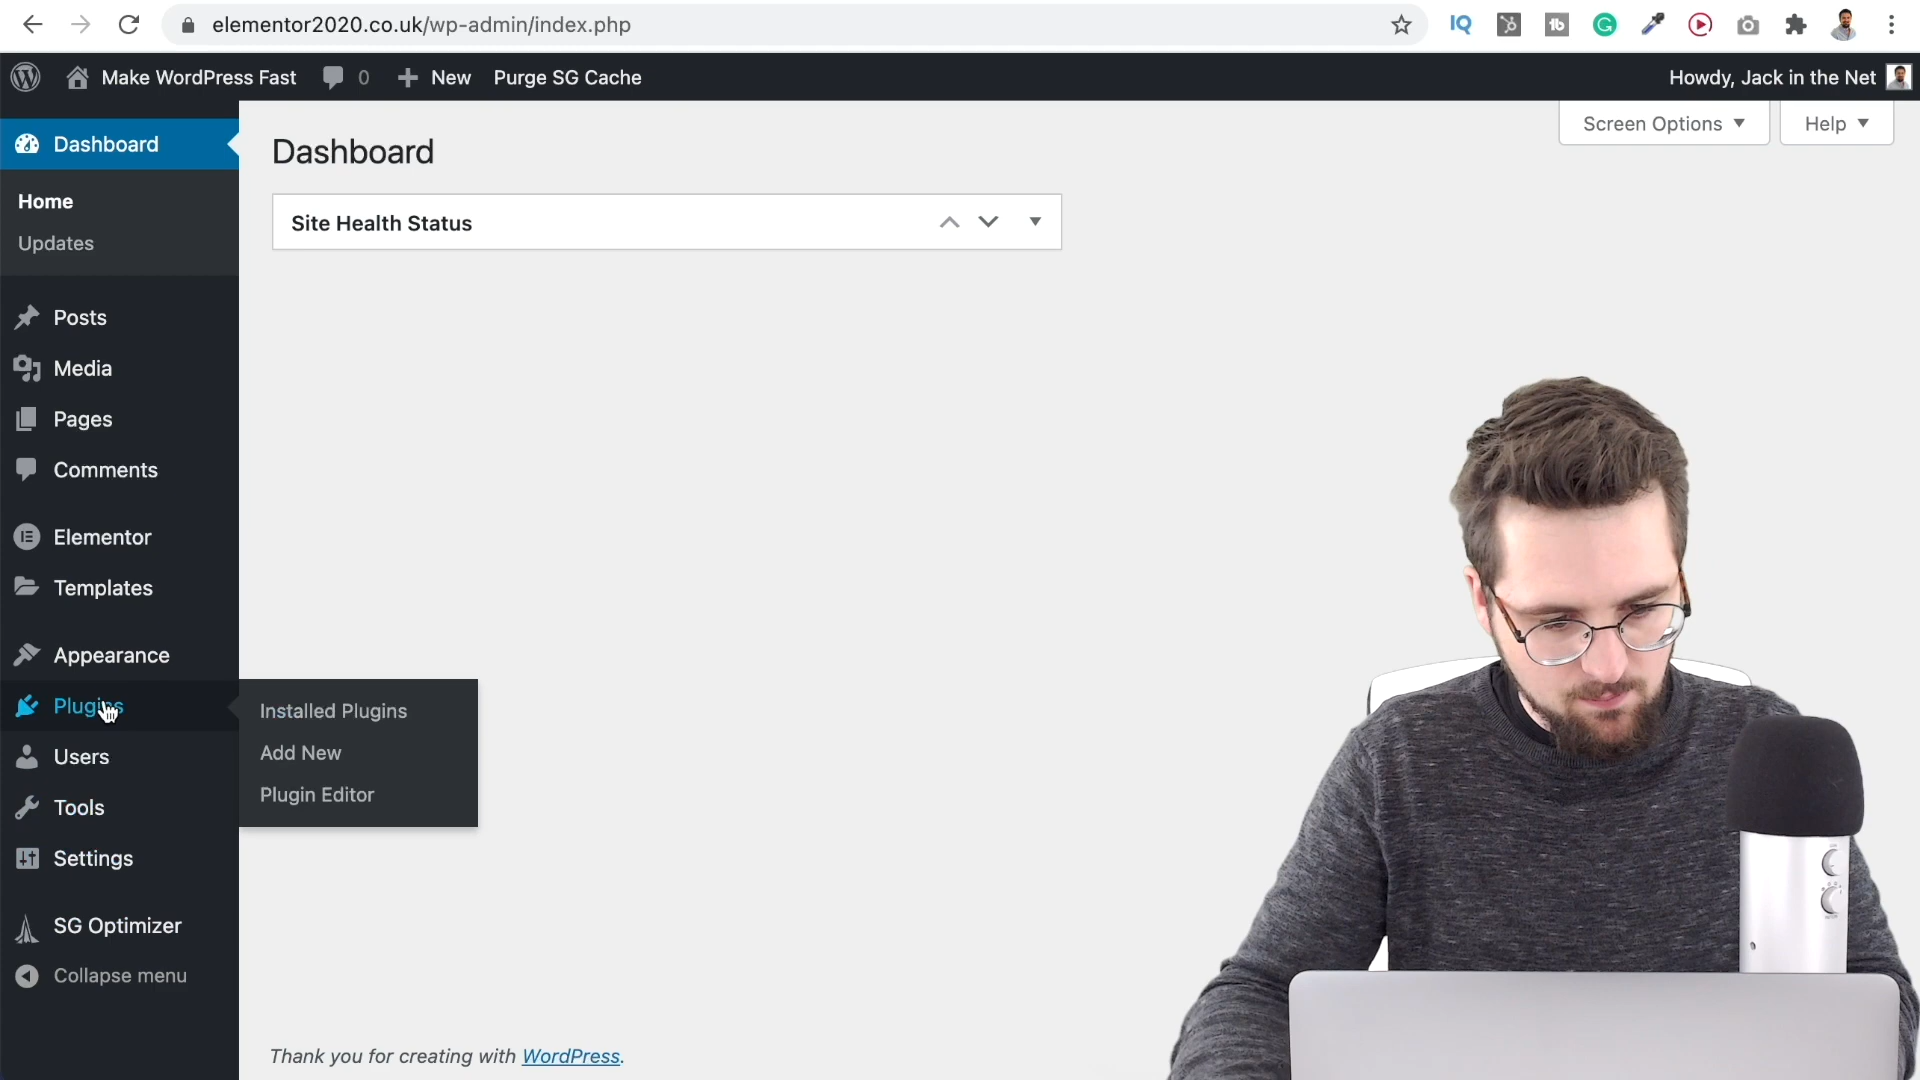 elementor2020.co.uk/wp-admin/index.php
IQ
tb
G
Make WordPress Fast 0 New Purge SG Cache Howdy, Jack in the Net
Screen Options Help
Dashboard
Home
Updates
Posts
Media
Pages
Comments
Elementor
Templates
Appearance
Plugins
Users
Tools
Settings
SG Optimizer
Collapse menu
Installed Plugins
Add New
Plugin Editor
Dashboard
Site Health Status
Thank you for creating with WordPress.